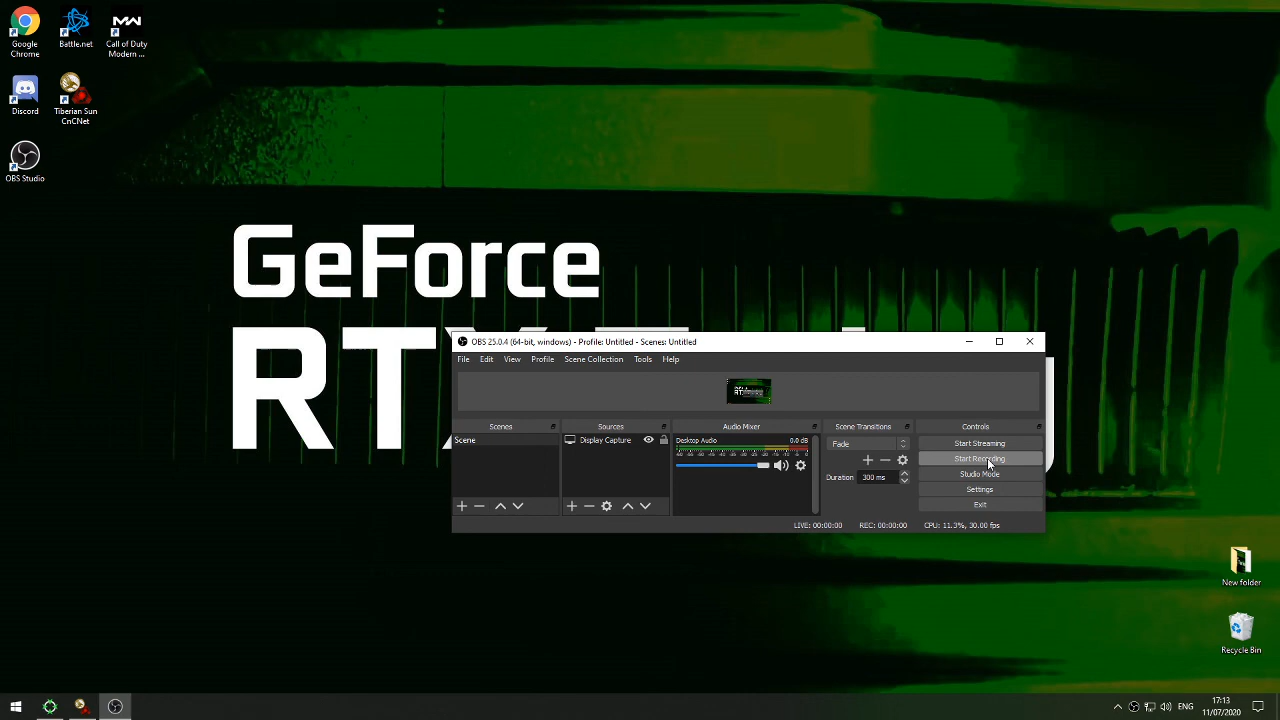 Google
Chrome
Battle.net
Call of Duty
Modern ...
Discord
Tiberian Sun
CnCNet
OBS Studio
GeForce
RTX
OBS 25.0.4 (64-bit, windows) - Profile: Untitled - Scenes: Untitled
File Edit View Profile Scene Collection Tools Help
Scenes Sources Audio Mixer Scene Transitions Controls
Scene
Display Capture
Desktop Audio 0.0 dB
Fade
Duration 300 ms
Start Streaming
Start Recording
Studio Mode
Settings
Exit
LIVE: 00:00:00 REC: 00:00:00 CPU: 11.3%, 30.00 fps
New folder
Recycle Bin
ENG
17:13
11/07/2020